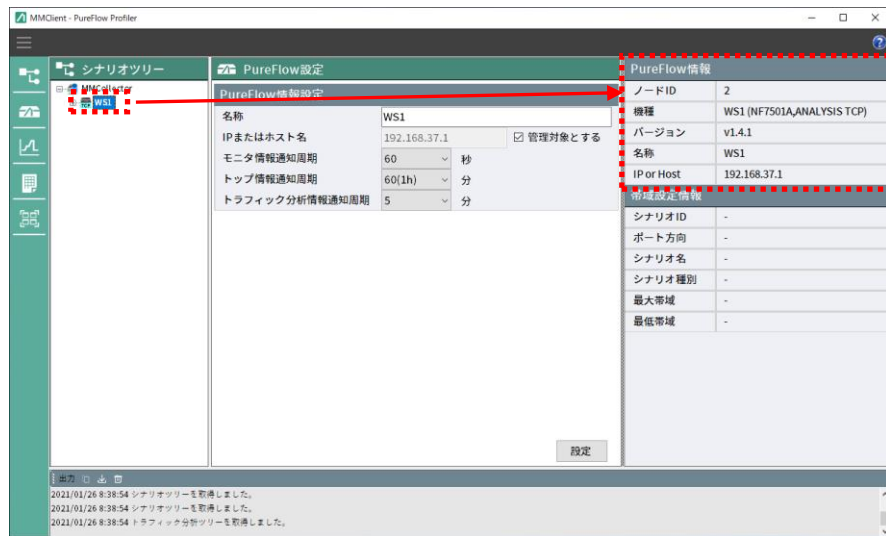 MMClient - PureFlow Profiler
シナリオツリー
MMCollector
WS1
PureFlow設定
PureFlow情報設定
名称 WS1
IPまたはホスト名 192.168.37.1 管理対象とする
モニタ情報通知周期 60 秒
トップ情報通知周期 60(1h) 分
トラフィック分析情報通知周期 5 分
設定
PureFlow情報
ノードID 2
機種 WS1 (NF7501A,ANALYSIS TCP)
バージョン v1.4.1
名称 WS1
IP or Host 192.168.37.1
帯域設定情報
シナリオID -
ポート方向 -
シナリオ名 -
シナリオ種別 -
最大帯域 -
最低帯域 -
出力
2021/01/26 8:38:54 シナリオツリーを取得しました。
2021/01/26 8:38:54 シナリオツリーを取得しました。
2021/01/26 8:38:54 トラフィック分析ツリーを取得しました。